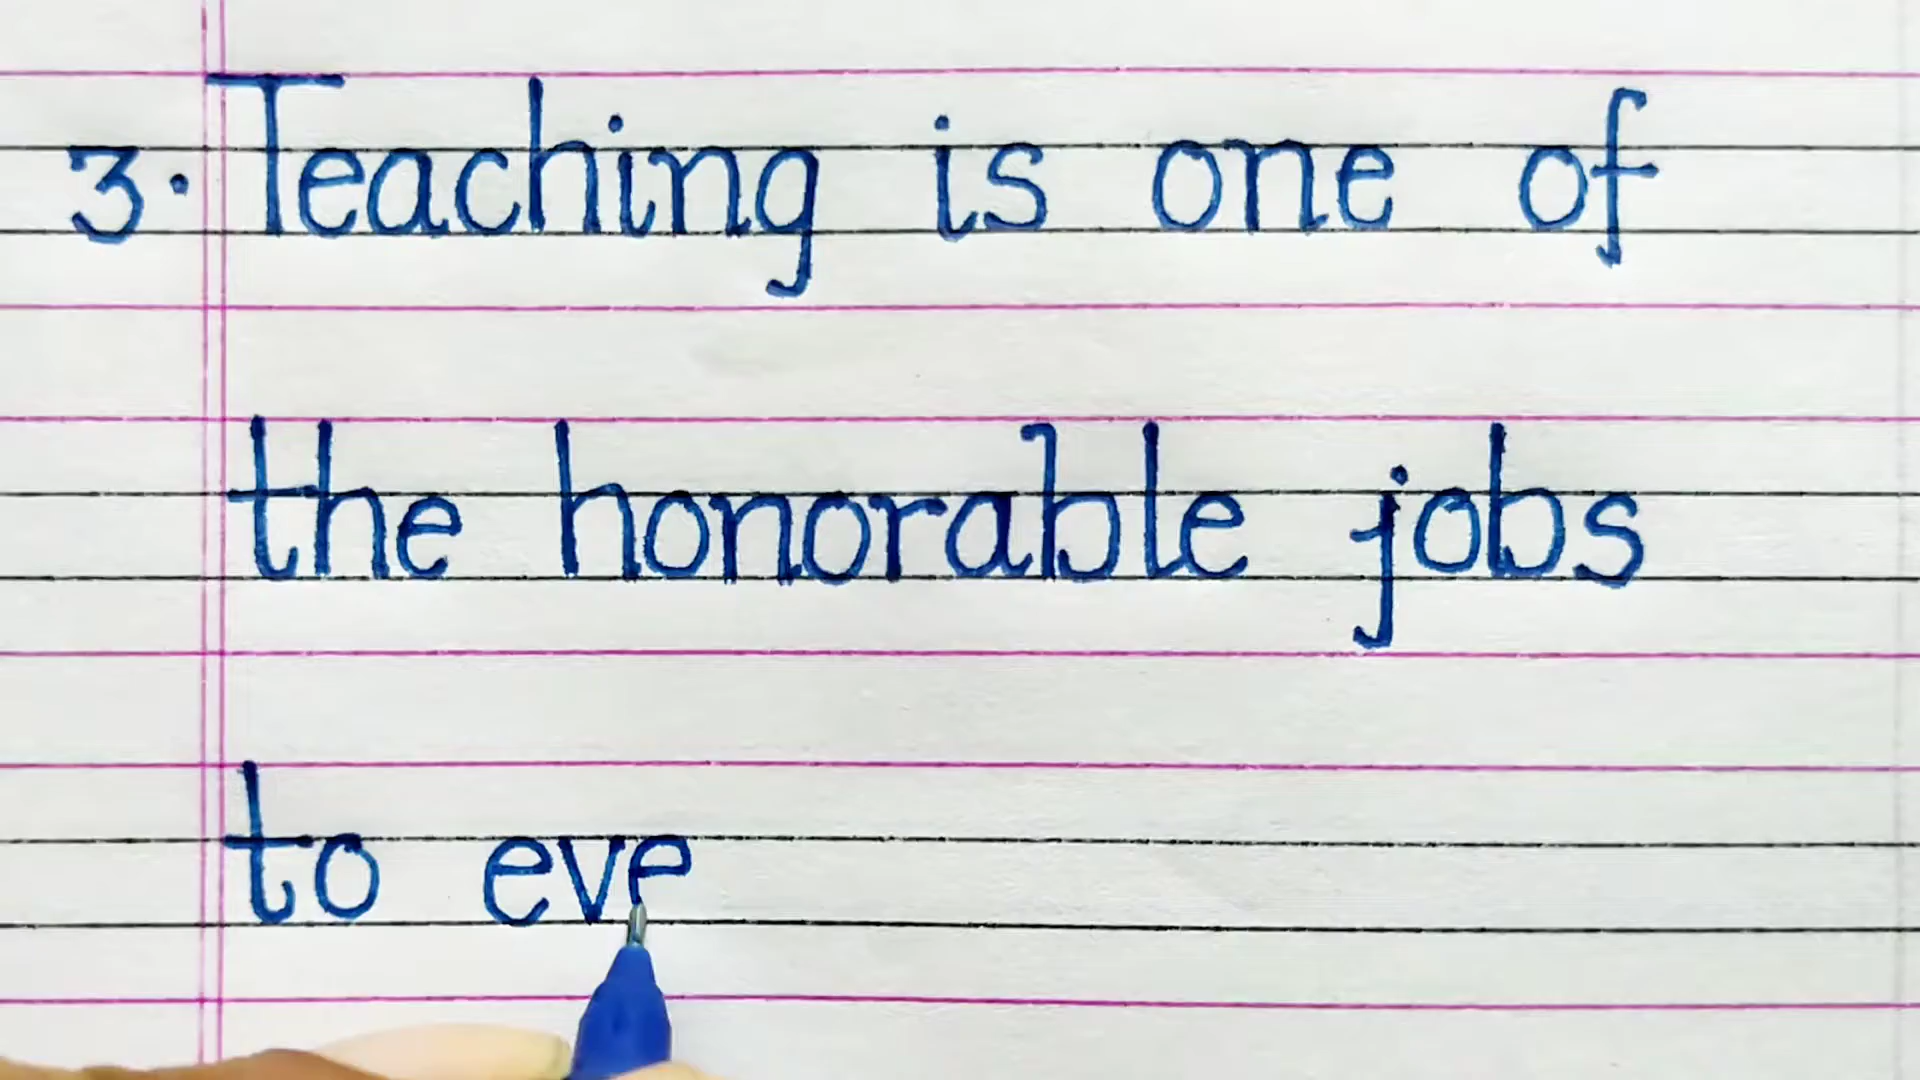 3. Teaching is one of
the honorable jobs
to eve